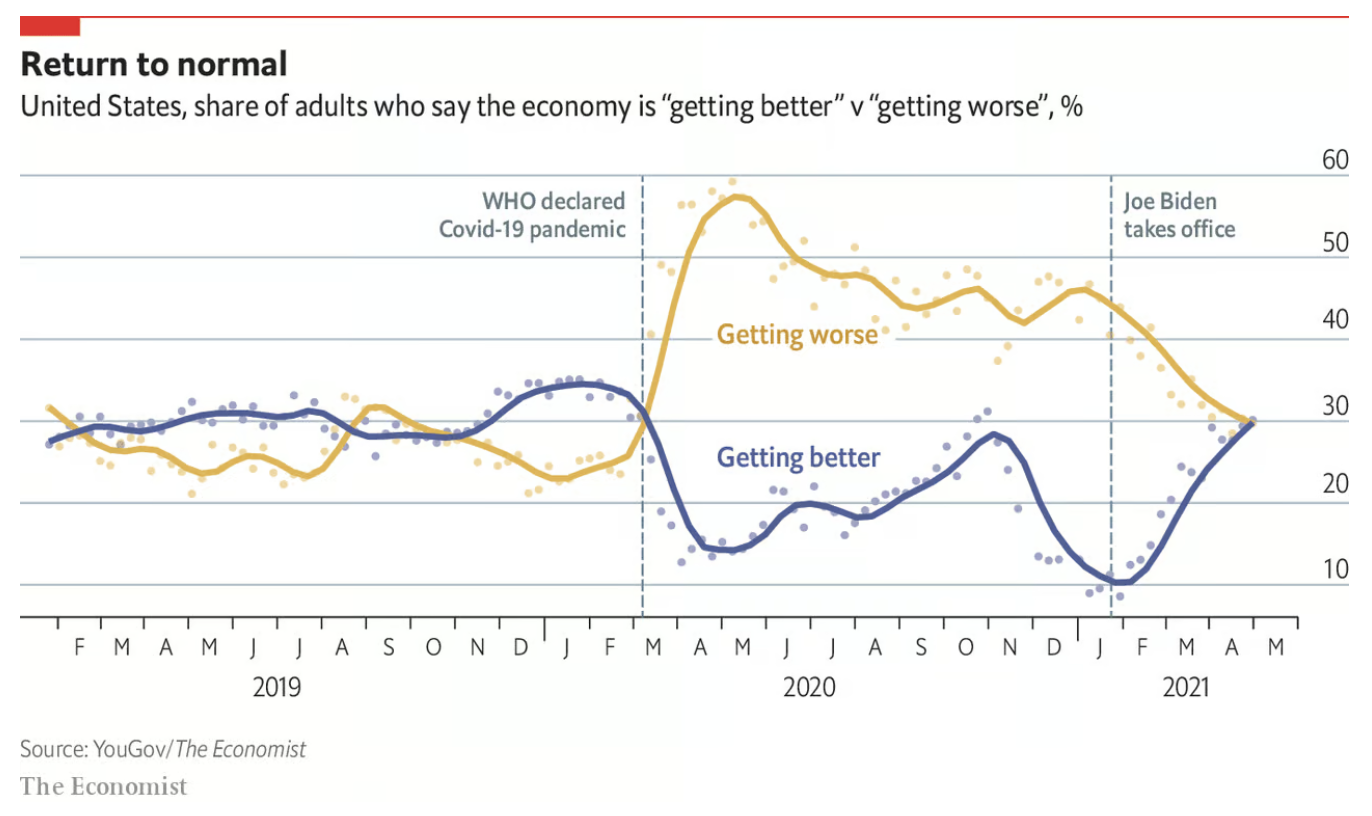 Return to normal
United States, share of adults who say the economy is “getting better” v “getting worse”, %
60
WHO declared
Covid-19 pandemic
Joe Biden
takes office
50
40
Getting worse
30
Getting better
20
10
F M A M J J A S O N D J F M A M J J A S O N D J F M A M
2019 2020 2021
Source: YouGov/The Economist
The Economist